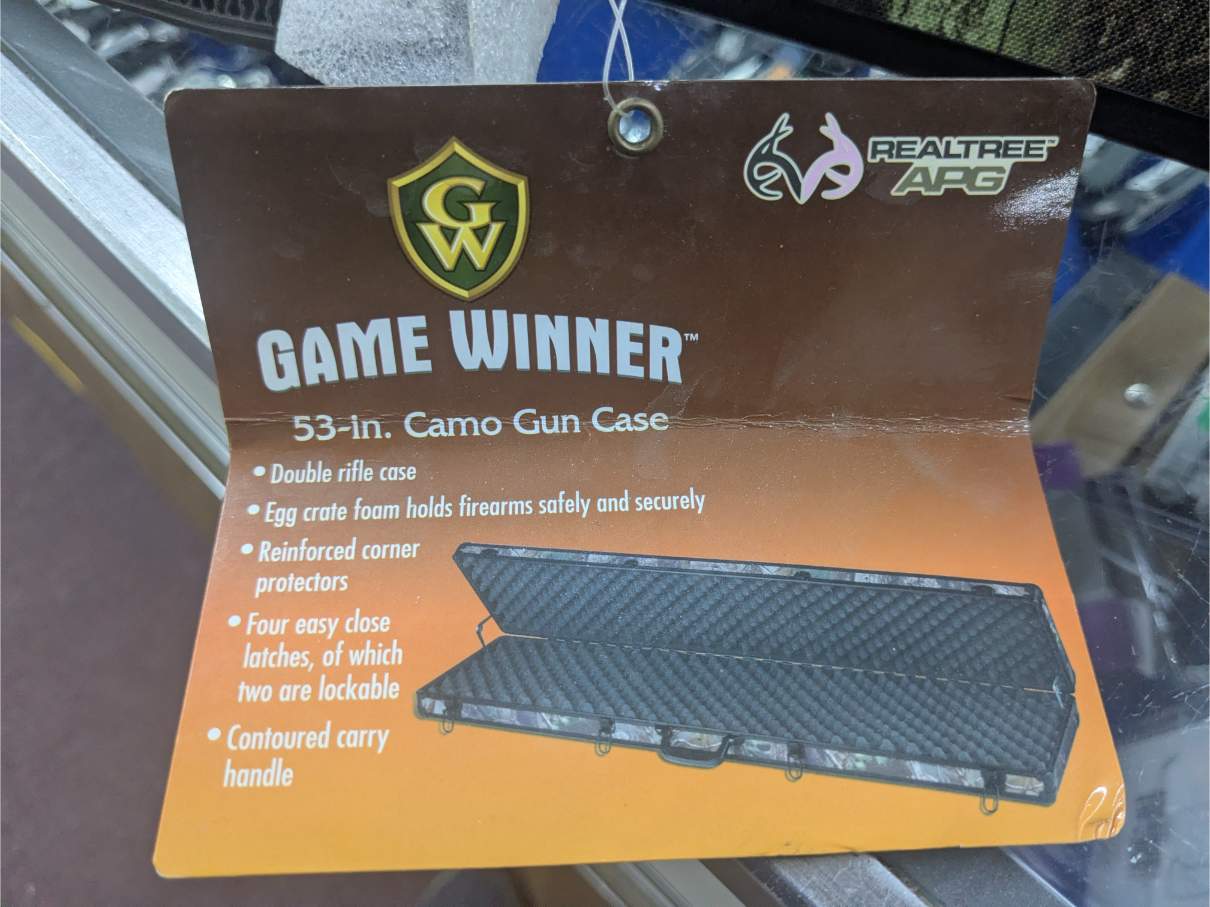 GW
REALTREE™
APG
GAME WINNER™
53-in. Camo Gun Case
• Double rifle case
• Egg crate foam holds firearms safely and securely
• Reinforced corner
protectors
• Four easy close
latches, of which
two are lockable
• Contoured carry
handle